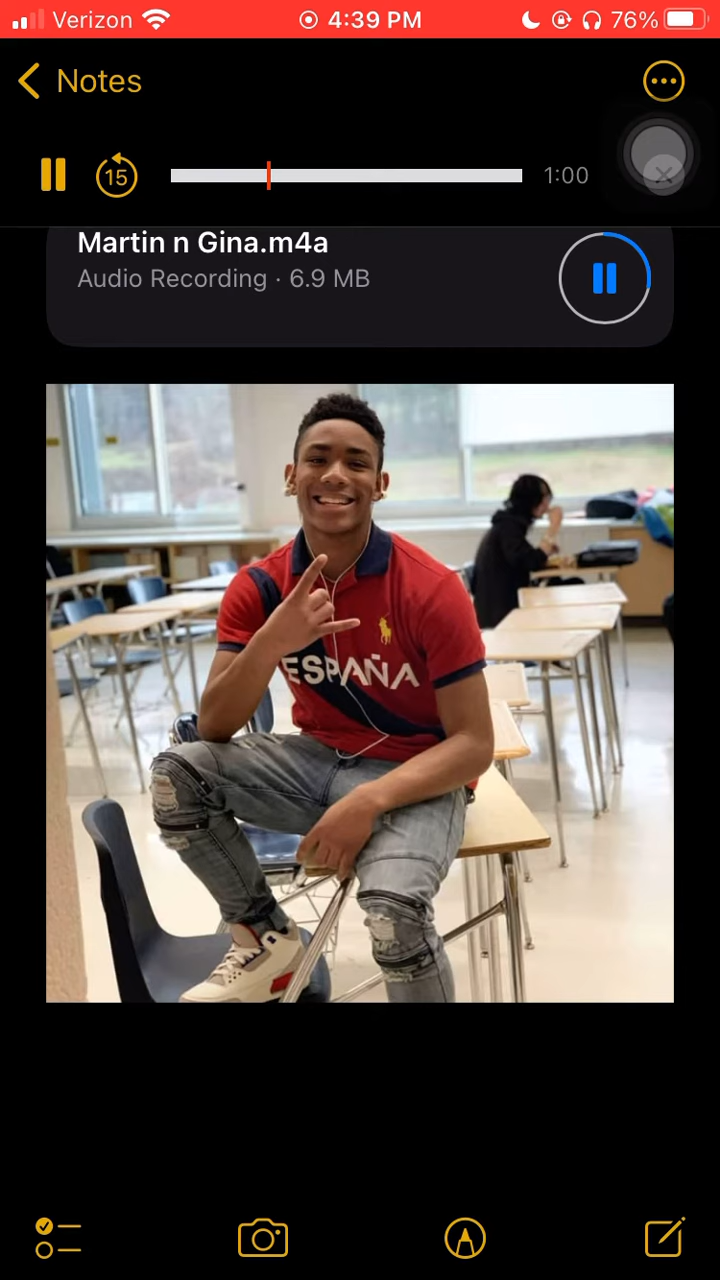 Verizon 4:39 PM 76%
Notes
15 1:00
Martin n Gina.m4a
Audio Recording · 6.9 MB
ESPAÑA